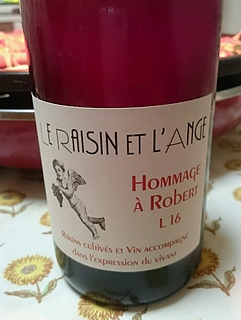 LE RAISIN ET L'ANGE
HOMMAGE
À ROBERT
L 16
RAISINS CULTIVÉS ET VIN ACCOMPAGNÉ
DANS L'EXPRESSION DU VIVANT